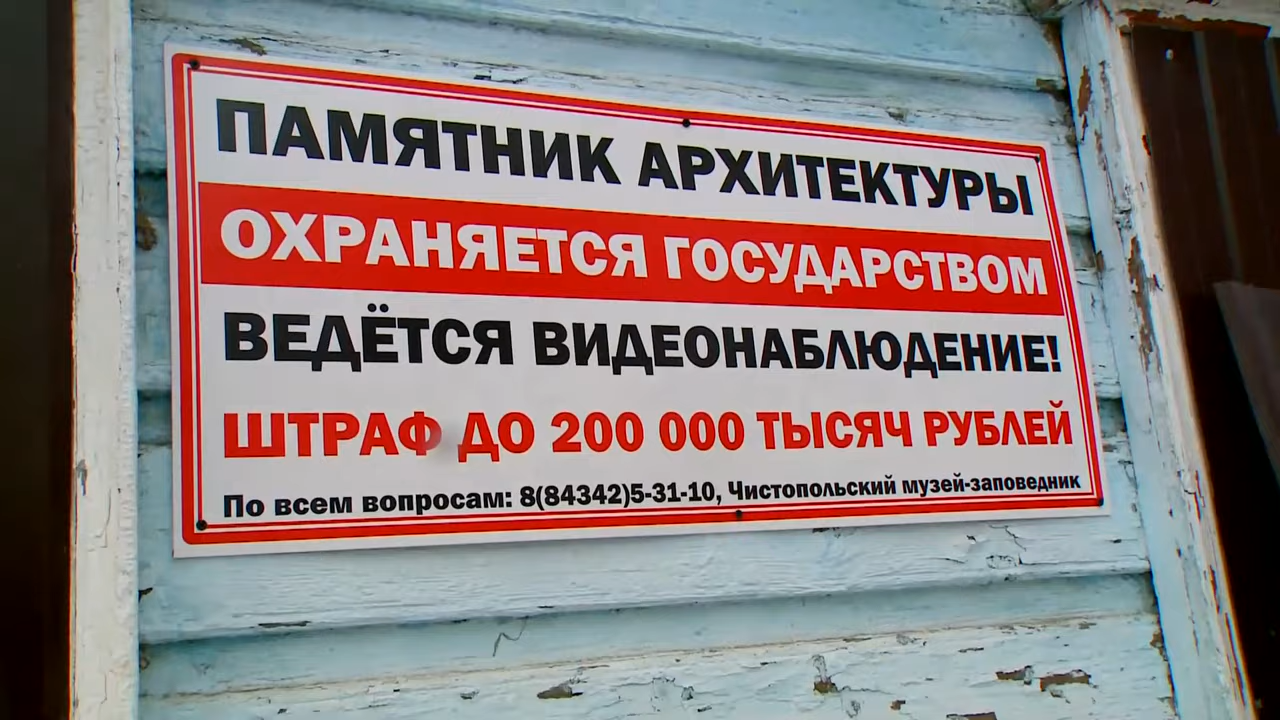 ПАМЯТНИК АРХИТЕКТУРЫ
ОХРАНЯЕТСЯ ГОСУДАРСТВОМ
ВЕДЁТСЯ ВИДЕОНАБЛЮДЕНИЕ!
ШТРАФ ДО 200 000 ТЫСЯЧ РУБЛЕЙ
По всем вопросам: 8(84342)5-31-10, Чистопольский музей-заповедник